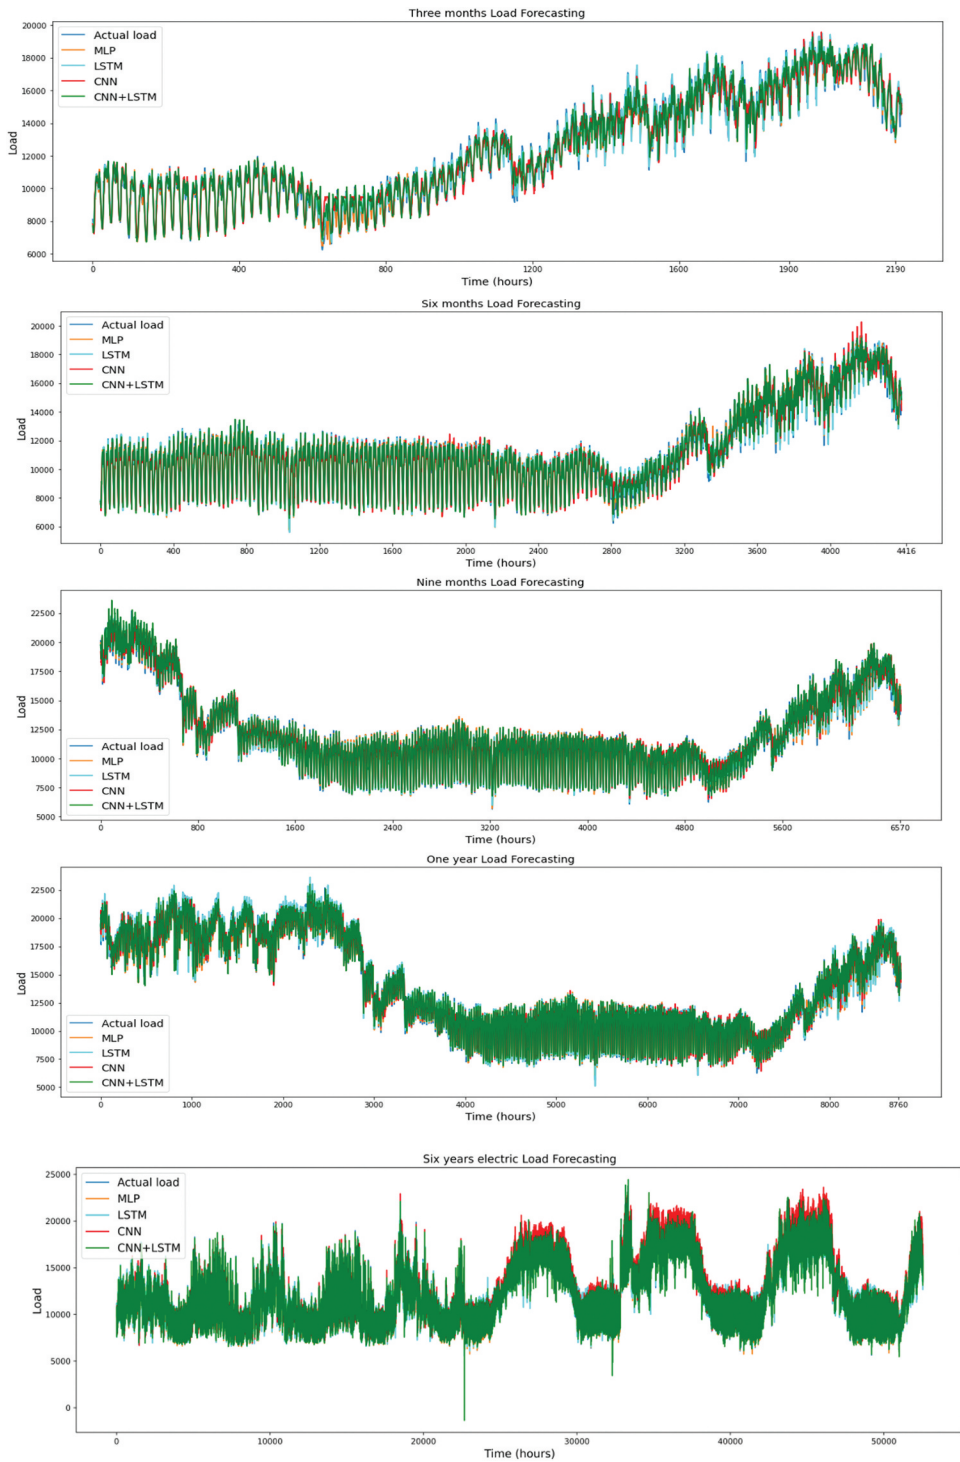 Three months Load Forecasting
20000
18000
16000
14000
12000
10000
8000
6000
Load
Actual load
MLP
LSTM
CNN
CNN+LSTM
0 400 800 1200 1600 1900 2190
Time (hours)
Six months Load Forecasting
20000
18000
16000
14000
12000
10000
8000
6000
Load
Actual load
MLP
LSTM
CNN
CNN+LSTM
0 400 800 1200 1600 2000 2400 2800 3200 3600 4000 4416
Time (hours)
Nine months Load Forecasting
22500
20000
17500
15000
12500
10000
7500
5000
Load
Actual load
MLP
LSTM
CNN
CNN+LSTM
0 800 1600 2400 3200 4000 4800 5600 6570
Time (hours)
One year Load Forecasting
22500
20000
17500
15000
12500
10000
7500
5000
Load
Actual load
MLP
LSTM
CNN
CNN+LSTM
0 1000 2000 3000 4000 5000 6000 7000 8000 8760
Time (hours)
Six years electric Load Forecasting
25000
20000
15000
10000
5000
0
Load
Actual load
MLP
LSTM
CNN
CNN+LSTM
0 10000 20000 30000 40000 50000
Time (hours)